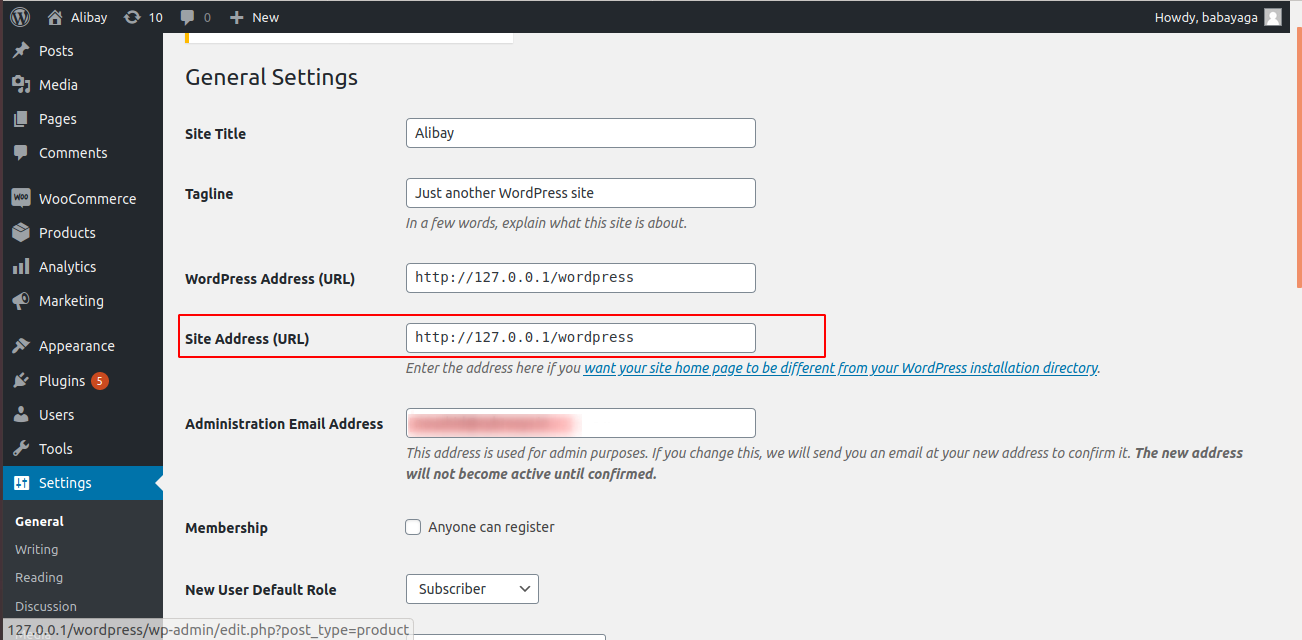 Alibay 10 0 New Howdy, babayaga
Posts
Media
Pages
Comments
WOO WooCommerce
Products
Analytics
Marketing
Appearance
Plugins 5
Users
Tools
Settings
General
Writing
Reading
Discussion
127.0.0.1/wordpress/wp-admin/edit.php?post_type=product
General Settings
Site Title Alibay
Tagline Just another WordPress site
In a few words, explain what this site is about.
WordPress Address (URL) http://127.0.0.1/wordpress
Site Address (URL) http://127.0.0.1/wordpress
Enter the address here if you want your site home page to be different from your WordPress installation directory.
Administration Email Address
This address is used for admin purposes. If you change this, we will send you an email at your new address to confirm it. The new address
will not become active until confirmed.
Membership Anyone can register
New User Default Role Subscriber